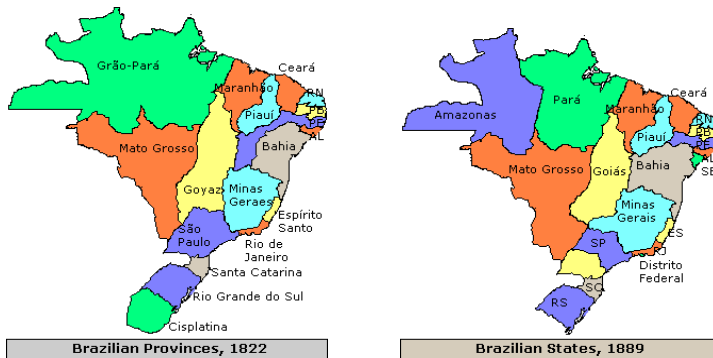 Grão-Pará
Ceará
Maranhão
RN
Piauí
PB
PE
AL
Mato Grosso
Bahia
Goyaz
Minas
Geraes
Espírito
Santo
São
Paulo
Rio de
Janeiro
Santa Catarina
Rio Grande do Sul
Cisplatina
Brazilian Provinces, 1822
Ceará
Pará
Maranhão
Amazonas
RN
Piauí
PB
PE
AL
SE
Mato Grosso
Goiás
Bahia
Minas
Gerais
ES
SP
RJ
Distrito
Federal
SC
RS
Brazilian States, 1889